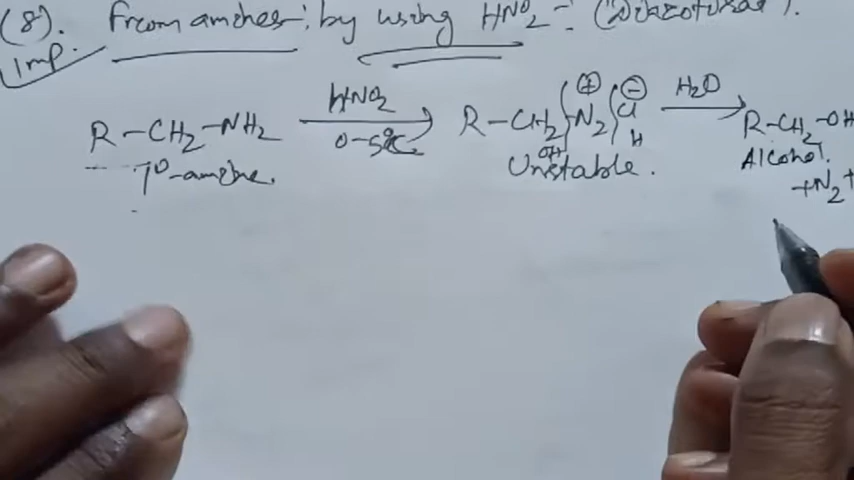 (8). From amines: by using HNO2 :
Imp.
R-CH2-NH2 HNO2 0-5°C R-CH2 N2 ⊕ Cl ⊖ H2O R-CH2-OH
OH H
1°-amine. Unstable. Alcohol.
+N2+